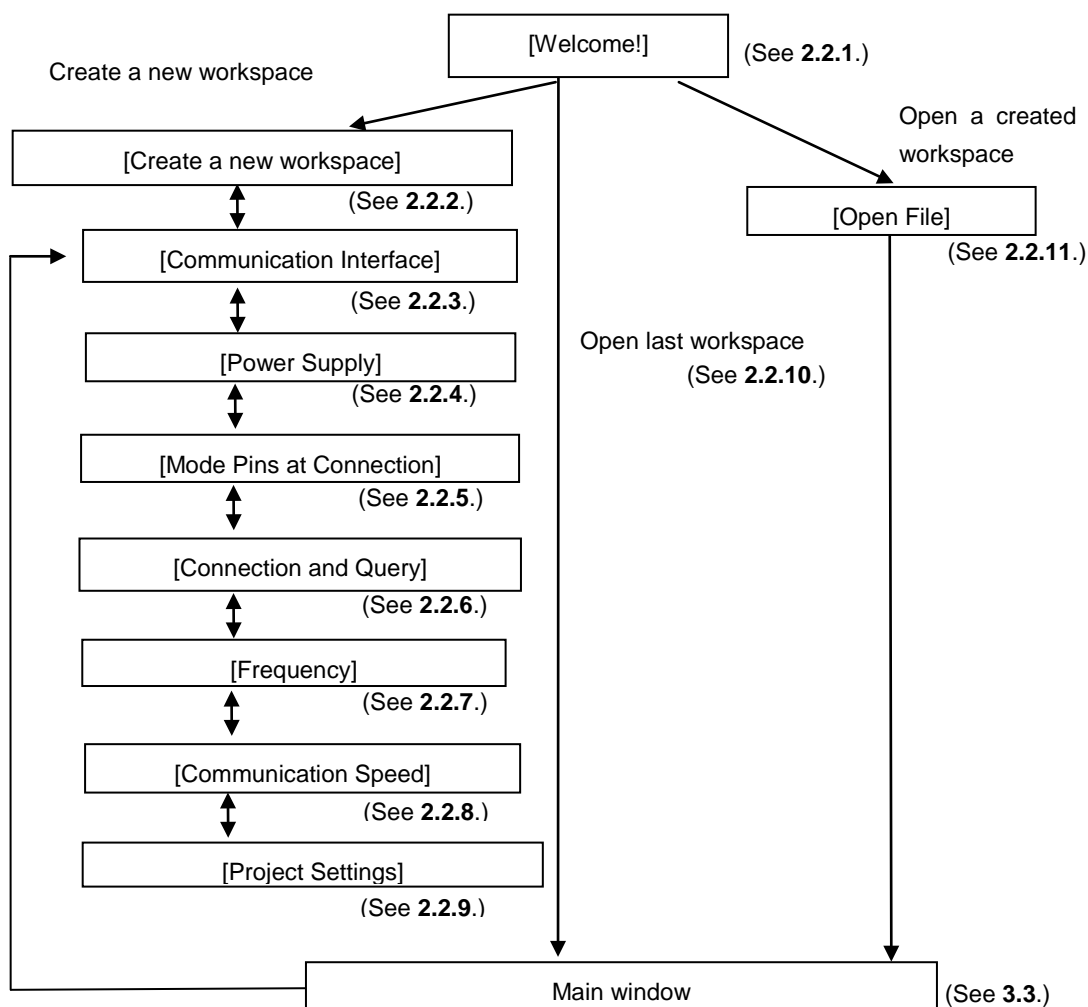 [Welcome!]
(See 2.2.1.)
Create a new workspace
Open a created
workspace
[Create a new workspace]
(See 2.2.2.)
[Open File]
(See 2.2.11.)
[Communication Interface]
(See 2.2.3.)
Open last workspace
(See 2.2.10.)
[Power Supply]
(See 2.2.4.)
[Mode Pins at Connection]
(See 2.2.5.)
[Connection and Query]
(See 2.2.6.)
[Frequency]
(See 2.2.7.)
[Communication Speed]
(See 2.2.8.)
[Project Settings]
(See 2.2.9.)
Main window
(See 3.3.)